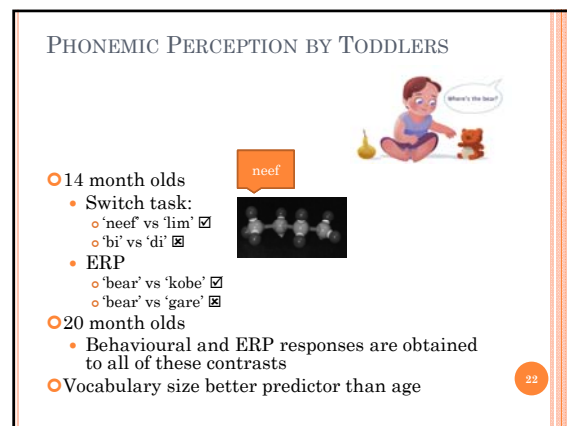 PHONEMIC PERCEPTION BY TODDLERS
Where's the bear?
neef
14 month olds
• Switch task:
'neef' vs 'lim' ☑
'bi' vs 'di' ☒
• ERP
'bear' vs 'kobe' ☑
'bear' vs 'gare' ☒
20 month olds
• Behavioural and ERP responses are obtained
to all of these contrasts
Vocabulary size better predictor than age
22